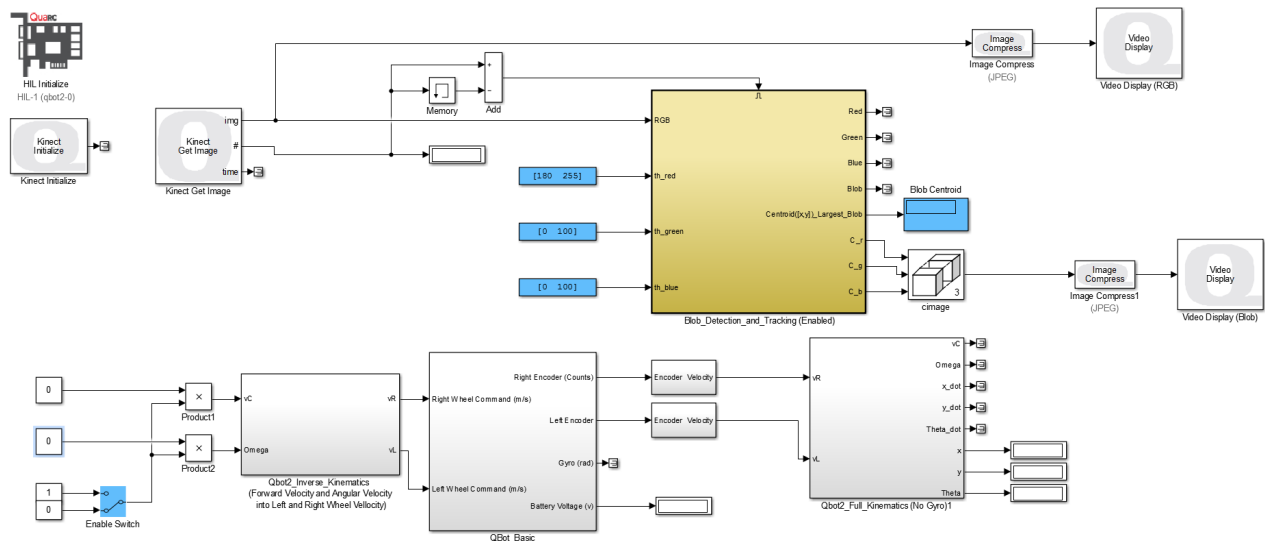 QUARC
HIL Initialize
HIL-1 (qbot2-0)
Kinect
Initialize
Kinect Initialize
Kinect
Get Image
img
#
time
Kinect Get Image
Memory
+
−
Add
[180 255]
[0 100]
[0 100]
RGB
th_red
th_green
th_blue
Red
Green
Blue
Blob
Centroid([x,y])_Largest_Blob
C_r
C_g
C_b
Blob_Detection_and_Tracking (Enabled)
Blob Centroid
3
cimage
Image
Compress
Image Compress
(JPEG)
Video
Display
Video Display (RGB)
Image
Compress
Image Compress1
(JPEG)
Video
Display
Video Display (Blob)
0
0
1
0
Enable Switch
×
Product1
×
Product2
vC
Omega
vR
vL
Qbot2_Inverse_Kinematics
(Forward Velocity and Angular Velocity
into Left and Right Wheel Vellocity)
Right Wheel Command (m/s)
Left Wheel Command (m/s)
Right Encoder (Counts)
Left Encoder
Gyro (rad)
Battery Voltage (v)
QBot_Basic
Encoder Velocity
Encoder Velocity
vR
vL
vC
Omega
x_dot
y_dot
Theta_dot
x
y
Theta
Qbot2_Full_Kinematics (No Gyro)1